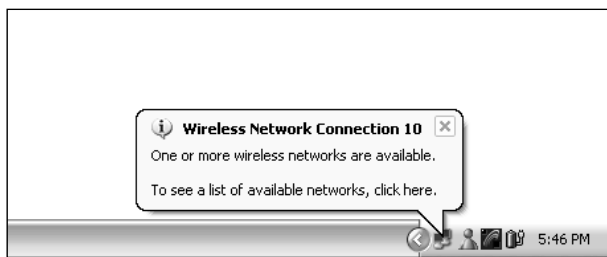 Wireless Network Connection 10
One or more wireless networks are available.
To see a list of available networks, click here.
5:46 PM